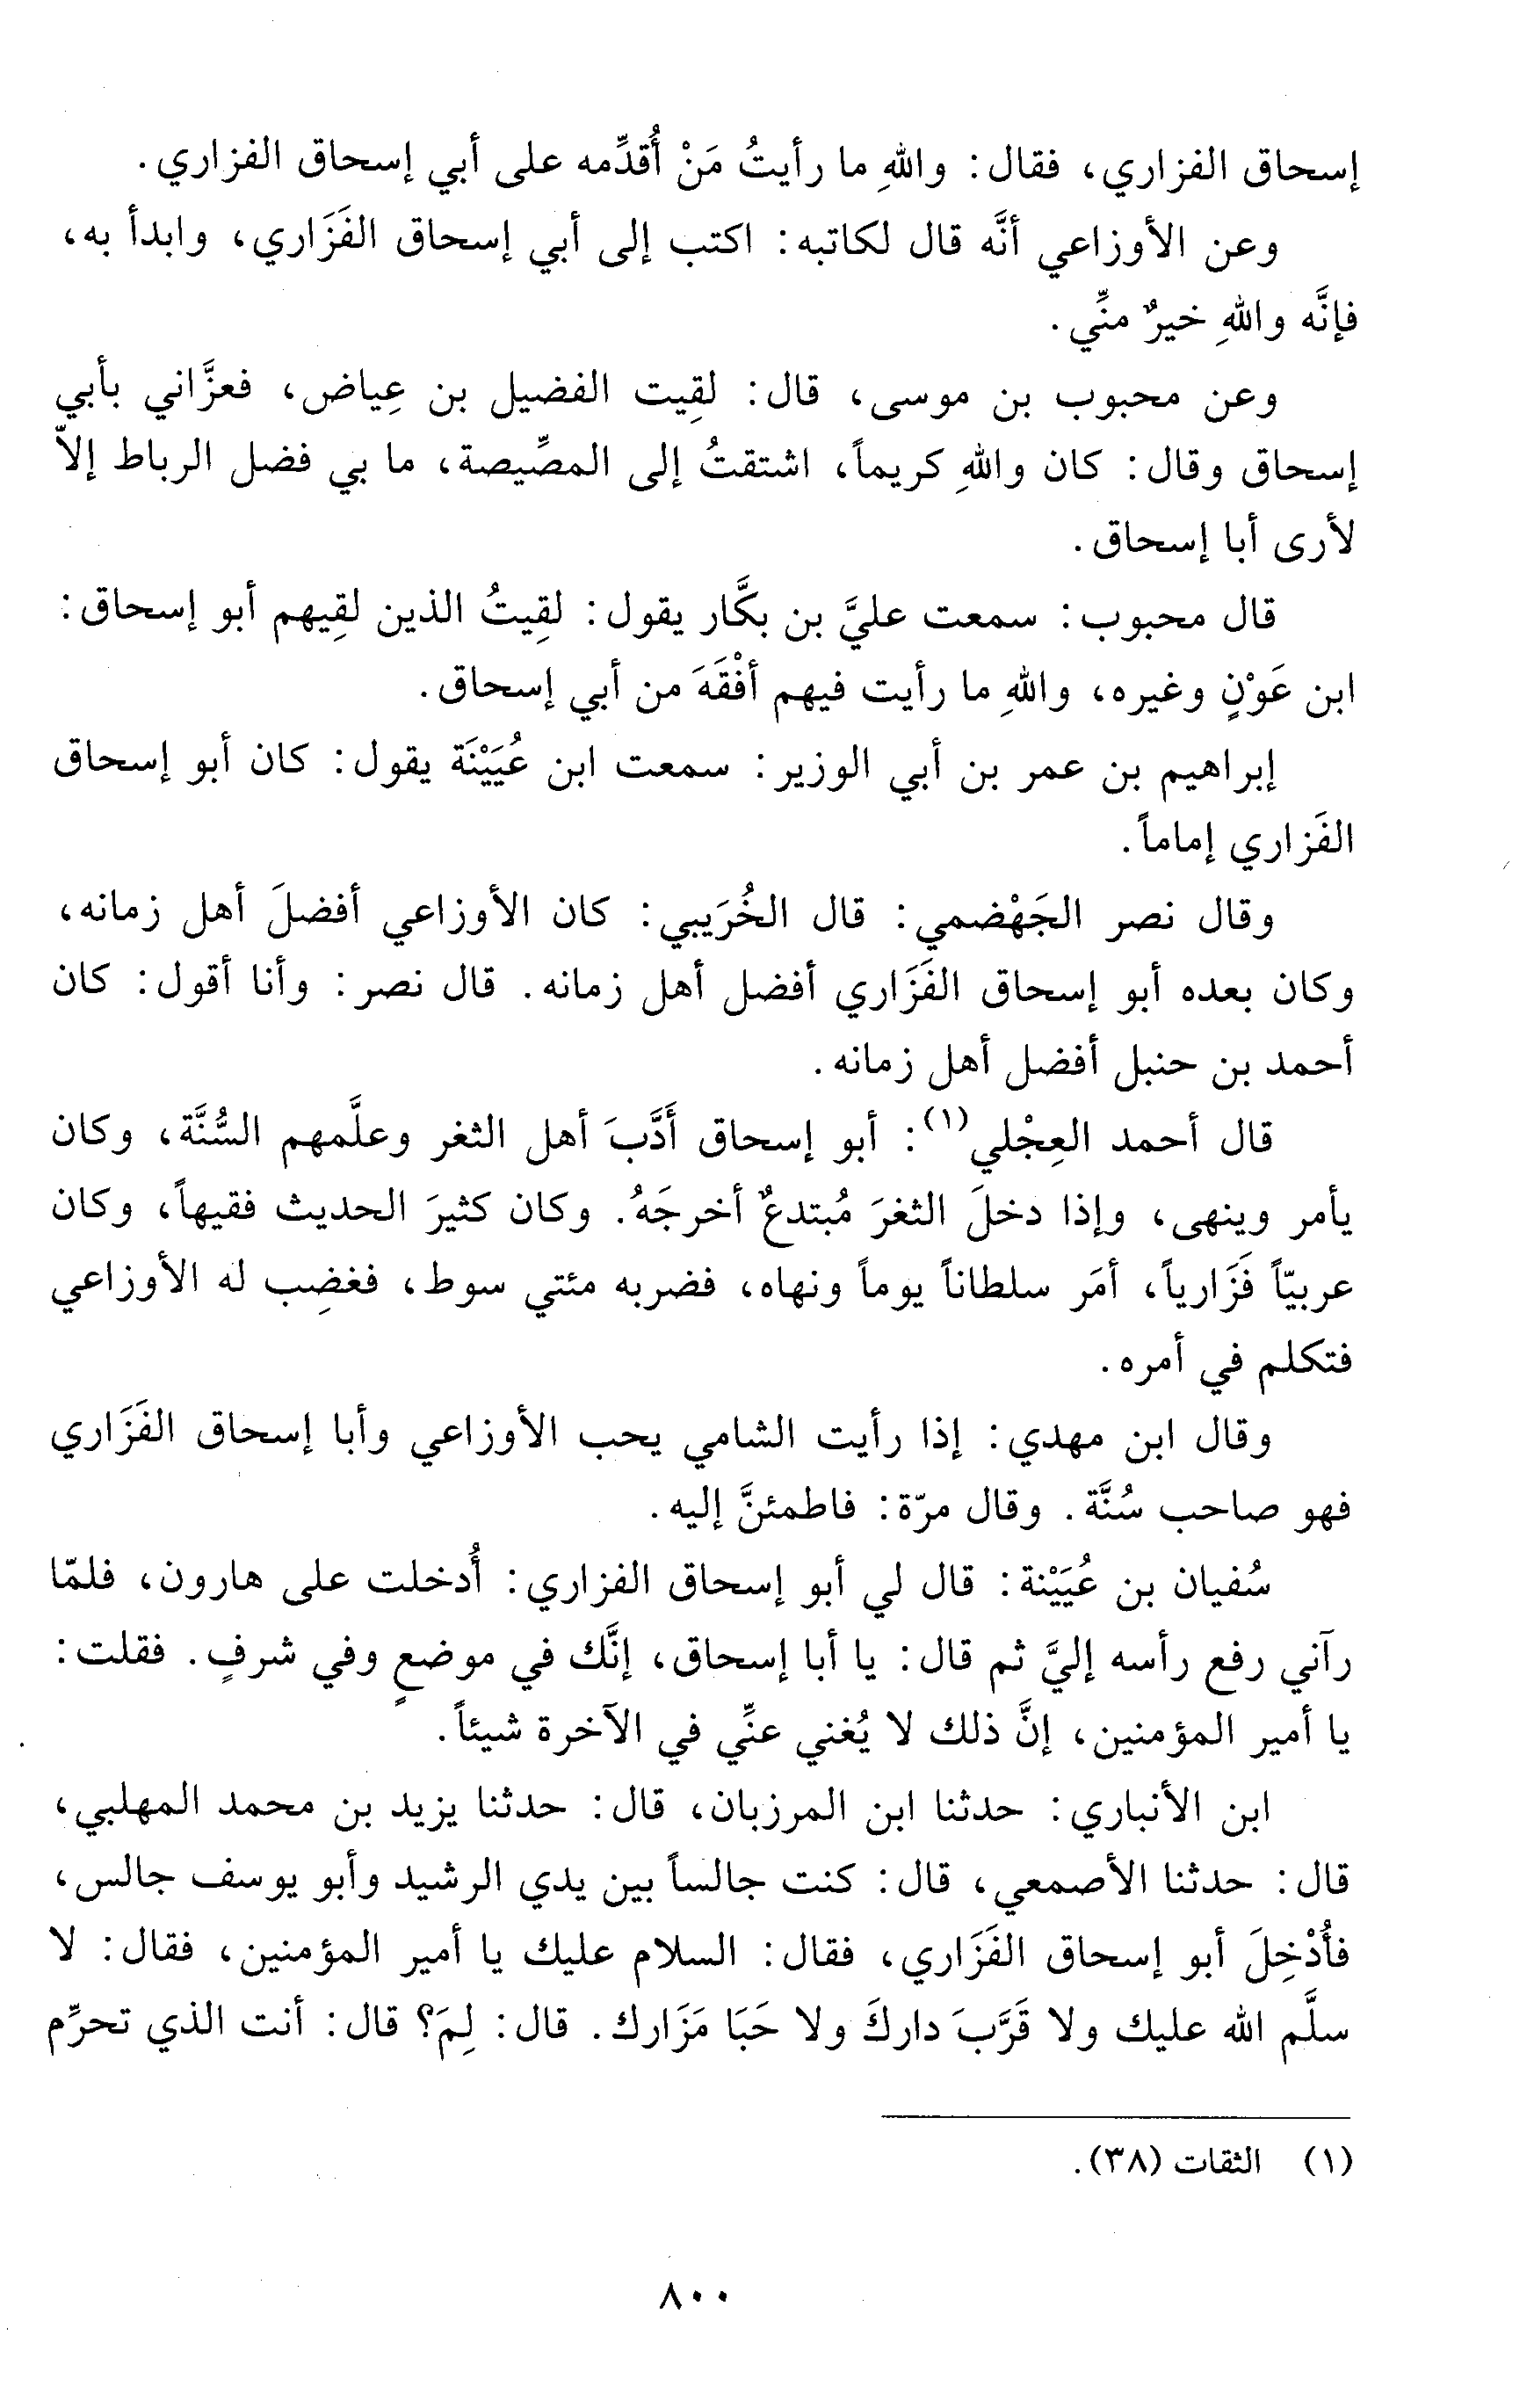 إسحاق الفزاري، فقال: واللهِ ما رأيتُ مَنْ أُقدِّمه على أبي إسحاق الفزاري.
وعن الأوزاعي أنَّه قال لكاتبه: اكتب إلى أبي إسحاق الفَزَاري، وابدأ به،
فإنَّه واللهِ خيرٌ منِّي.
وعن محبوب بن موسى، قال: لقِيت الفضيل بن عِياض، فعزَّاني بأبي
إسحاق وقال: كان واللهِ كريماً، اشتقتُ إلى المصِّيصة، ما بي فضل الرباط إلاّ
لأرى أبا إسحاق.
قال محبوب: سمعت عليَّ بن بكَّار يقول: لقِيتُ الذين لقِيهم أبو إسحاق:
ابن عَوْنٍ وغيره، واللهِ ما رأيت فيهم أفْقَهَ من أبي إسحاق.
إبراهيم بن عمر بن أبي الوزير: سمعت ابن عُيَيْنَة يقول: كان أبو إسحاق
الفَزاري إماماً.
وقال نصر الجَهْضمي: قال الخُرَيبي: كان الأوزاعي أفضلَ أهل زمانه،
وكان بعده أبو إسحاق الفَزَاري أفضل أهل زمانه. قال نصر: وأنا أقول: كان
أحمد بن حنبل أفضل أهل زمانه.
قال أحمد العِجْلي(١): أبو إسحاق أَدَّبَ أهل الثغر وعلَّمهم السُّنَّة، وكان
يأمر وينهى، وإذا دخلَ الثغرَ مُبتدعٌ أخرجَهُ. وكان كثيرَ الحديث فقيهاً، وكان
عربيّاً فَزَارياً، أمَر سلطاناً يوماً ونهاه، فضربه مئتي سوط، فغضِب له الأوزاعي
فتكلم في أمره.
وقال ابن مهدي: إذا رأيت الشامي يحب الأوزاعي وأبا إسحاق الفَزَاري
فهو صاحب سُنَّة. وقال مرّة: فاطمئنَّ إليه.
سُفيان بن عُيَيْنة: قال لي أبو إسحاق الفزاري: أُدخلت على هارون، فلمّا
رآني رفع رأسه إليَّ ثم قال: يا أبا إسحاق، إنَّك في موضعٍ وفي شرفٍ. فقلت:
يا أمير المؤمنين، إنَّ ذلك لا يُغني عنِّي في الآخرة شيئاً.
ابن الأنباري: حدثنا ابن المرزبان، قال: حدثنا يزيد بن محمد المهلبي،
قال: حدثنا الأصمعي، قال: كنت جالساً بين يدي الرشيد وأبو يوسف جالس،
فأُدْخِلَ أبو إسحاق الفَزَاري، فقال: السلام عليك يا أمير المؤمنين، فقال: لا
سلَّم الله عليك ولا قَرَّبَ داركَ ولا حَبَا مَزَارك. قال: لِمَ؟ قال: أنت الذي تحرِّم
(١) الثقات (٣٨).
٨٠٠